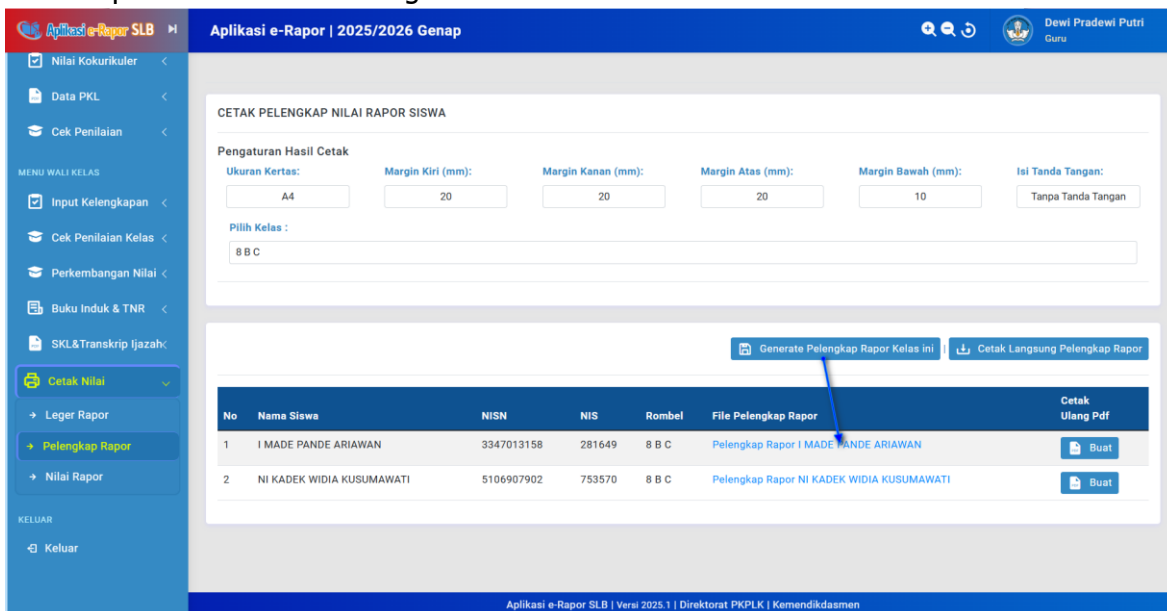 Aplikasi e-Rapor SLB
Aplikasi e-Rapor | 2025/2026 Genap
Dewi Pradewi Putri
Guru
Nilai Kokurikuler
Data PKL
Cek Penilaian
MENU WALI KELAS
Input Kelengkapan
Cek Penilaian Kelas
Perkembangan Nilai
Buku Induk & TNR
SKL&Transkrip Ijazah
Cetak Nilai
Leger Rapor
Pelengkap Rapor
Nilai Rapor
KELUAR
Keluar
CETAK PELENGKAP NILAI RAPOR SISWA
Pengaturan Hasil Cetak
Ukuran Kertas: Margin Kiri (mm): Margin Kanan (mm): Margin Atas (mm): Margin Bawah (mm): Isi Tanda Tangan:
A4 20 20 20 10 Tanpa Tanda Tangan
Pilih Kelas :
8 B C
Generate Pelengkap Rapor Kelas ini | Cetak Langsung Pelengkap Rapor
No Nama Siswa NISN NIS Rombel File Pelengkap Rapor Cetak Ulang Pdf
1 I MADE PANDE ARIAWAN 3347013158 281649 8 B C Pelengkap Rapor I MADE PANDE ARIAWAN Buat
2 NI KADEK WIDIA KUSUMAWATI 5106907902 753570 8 B C Pelengkap Rapor NI KADEK WIDIA KUSUMAWATI Buat
Aplikasi e-Rapor SLB | Versi 2025.1 | Direktorat PKPLK | Kemendikdasmen